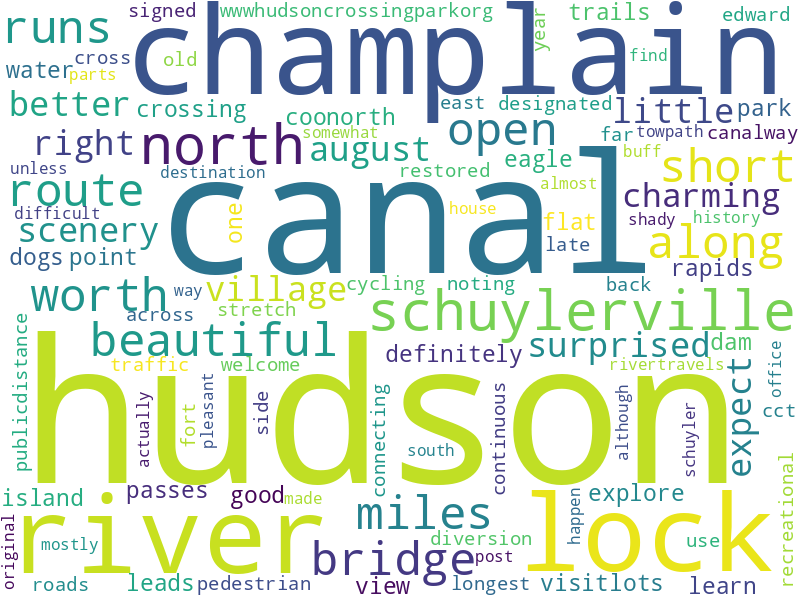 signed wwwhudsoncrossingparkorg year trails edward
runs cross old champlain find
water parts
better crossing coonorth east designated little park
right north somewhat august open far towpath canalway
unless destination restored eagle buff short
route canal almost charming
difficult one house flat shady history
scenery late along
dogs point rapids
worth way village cycling noting back
across stretch schuylerville
beautiful definitely surprised dam
traffic welcome rivertravels
publicdistance hudson expect office
actually fort pleasant side connecting continuous although schuyler cct
south
island passes good made miles explore recreational
original river lock
mostly bridge diversion happen use
post
roads leads pedestrian view longest visitlots learn